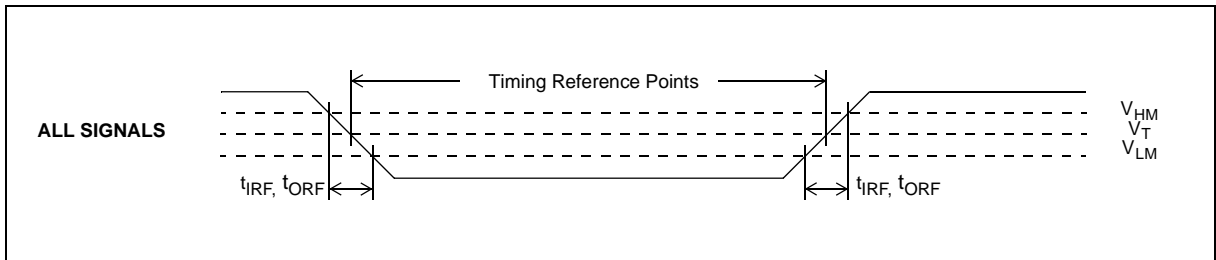 Timing Reference Points
ALL SIGNALS
V_HM
V_T
V_LM
t_IRF, t_ORF
t_IRF, t_ORF